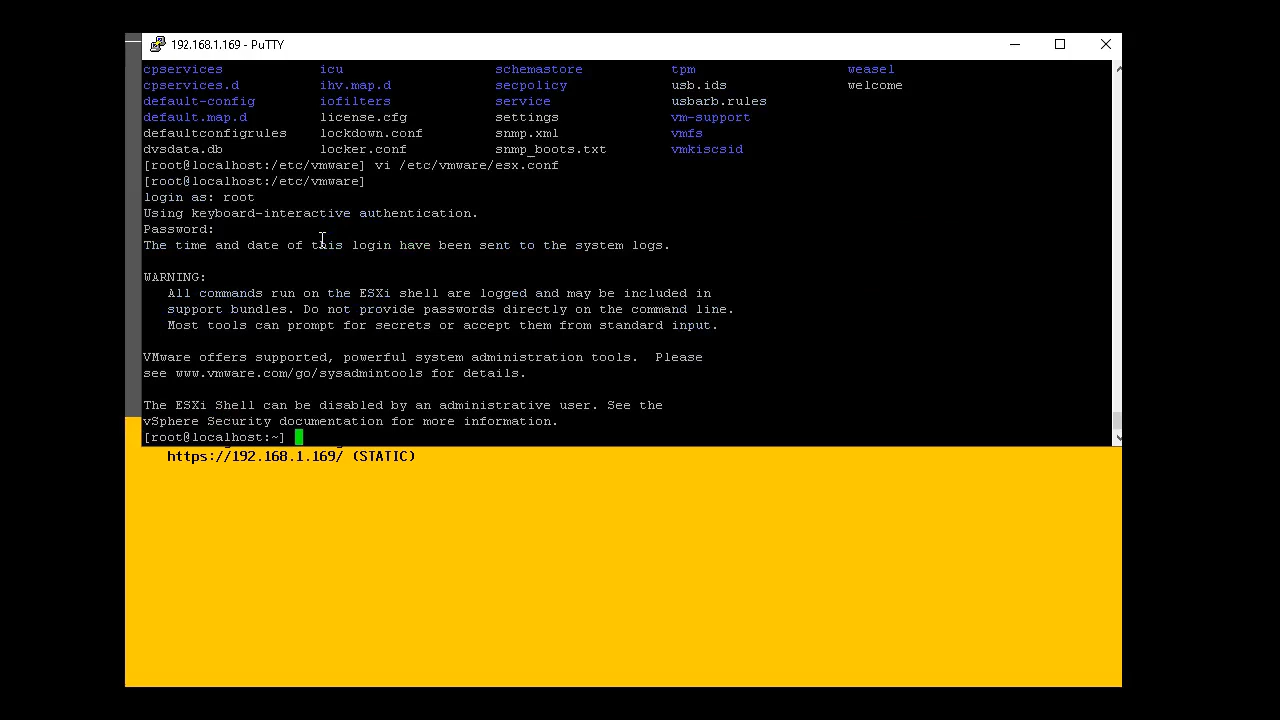 192.168.1.169 - PuTTY
cpservices icu schemastore tpm weasel
cpservices.d ihv.map.d secpolicy usb.ids welcome
default-config iofilters service usbarb.rules
default.map.d license.cfg settings vm-support
defaultconfigrules lockdown.conf snmp.xml vmfs
dvsdata.db locker.conf snmp_boots.txt vmkiscsid
[root@localhost:/etc/vmware] vi /etc/vmware/esx.conf
[root@localhost:/etc/vmware]
login as: root
Using keyboard-interactive authentication.
Password:
The time and date of this login have been sent to the system logs.
WARNING:
All commands run on the ESXi shell are logged and may be included in
support bundles. Do not provide passwords directly on the command line.
Most tools can prompt for secrets or accept them from standard input.
VMware offers supported, powerful system administration tools. Please
see www.vmware.com/go/sysadmintools for details.
The ESXi Shell can be disabled by an administrative user. See the
vSphere Security documentation for more information.
[root@localhost:~]
https://192.168.1.169/ (STATIC)